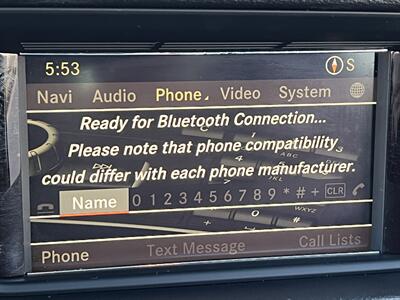 5:53 S
Navi Audio Phone Video System
Ready for Bluetooth Connection...
Please note that phone compatibility
could differ with each phone manufacturer.
Name 0 1 2 3 4 5 6 7 8 9 * # + CLR
Phone Text Message Call Lists